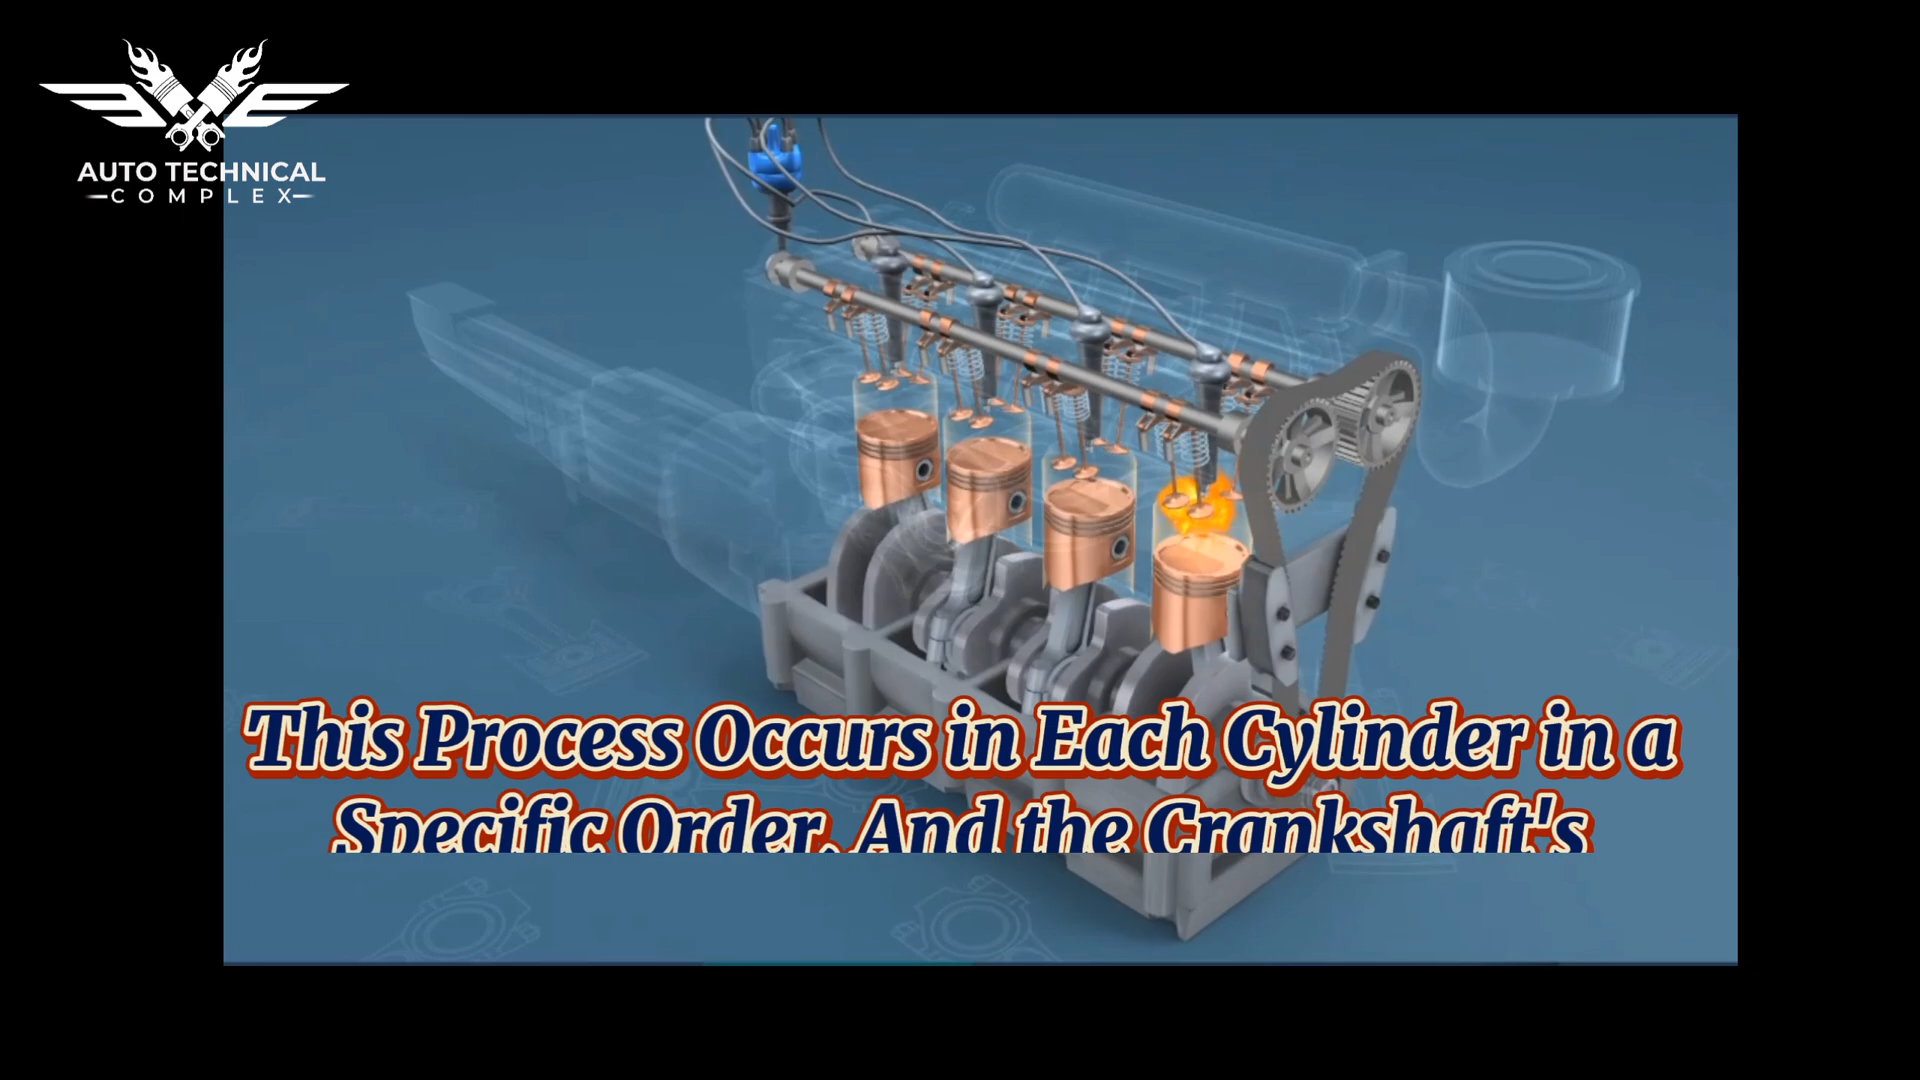 AUTO TECHNICAL
COMPLEX
This Process Occurs in Each Cylinder in a
Specific Order. And the Crankshaft's